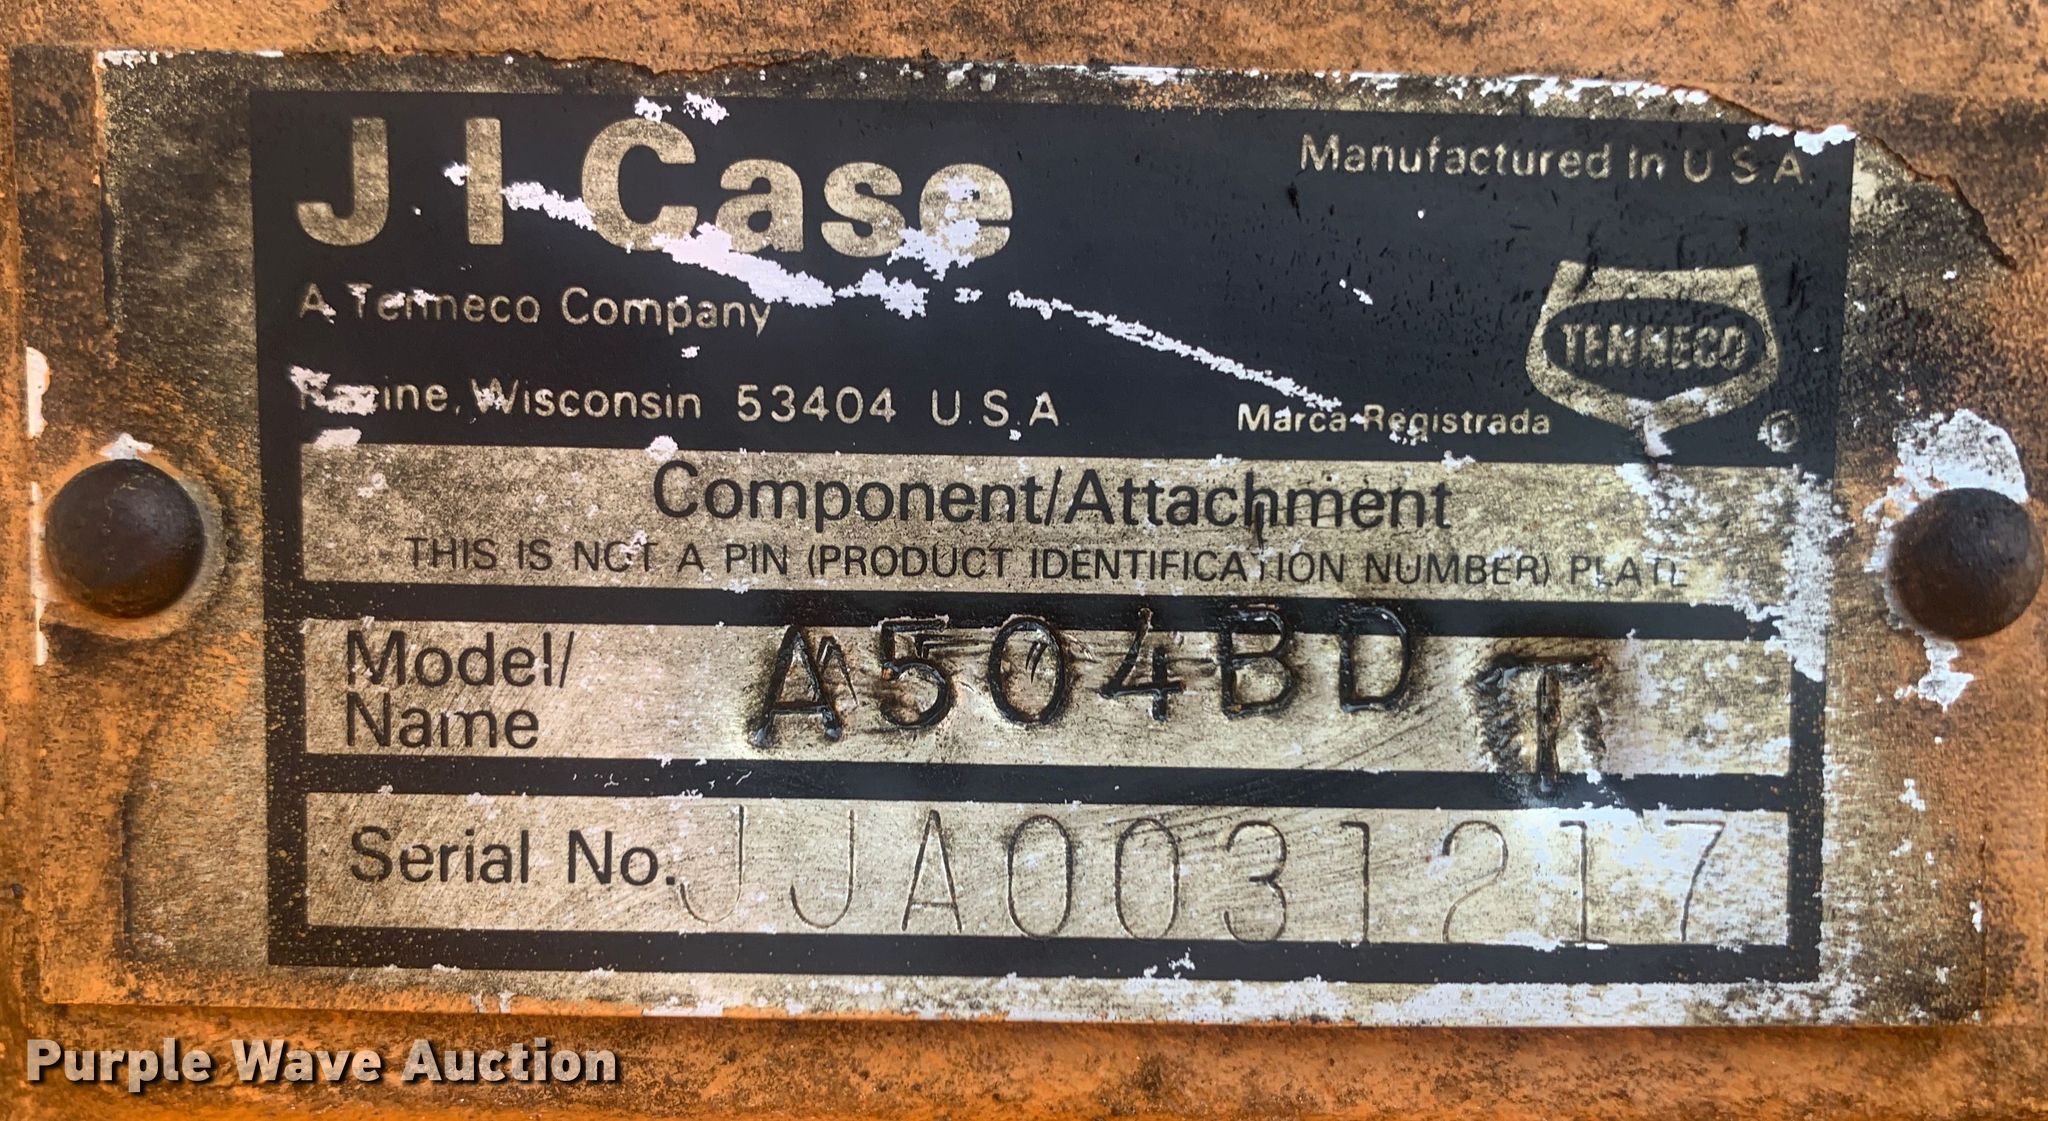 J I Case
Manufactured In U S A.
A Tenneco Company
TENNECO
Racine, Wisconsin 53404 U.S.A
Marca Registrada
®
Component/Attachment
THIS IS NOT A PIN (PRODUCT IDENTIFICATION NUMBER) PLATE
Model/
Name
A504BD T
Serial No. JJA0031217
Purple Wave Auction